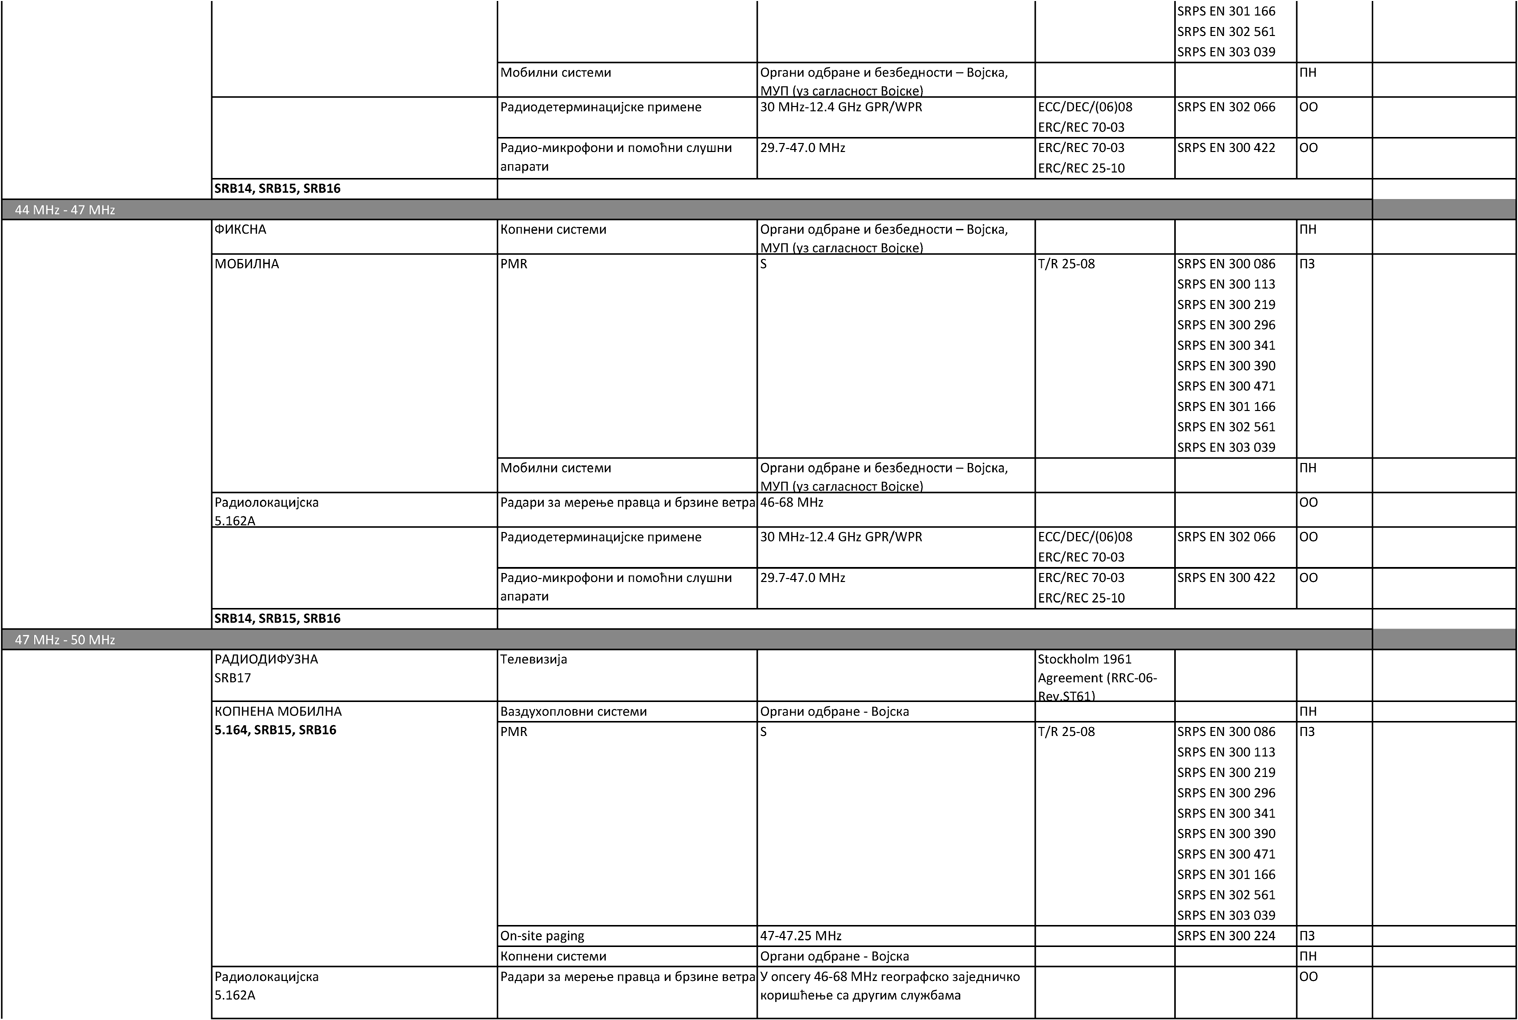 SRPS EN 301 166
SRPS EN 302 561
SRPS EN 303 039
Мобилни системи
Органи одбране и безбедности – Војска,
МУП (уз сагласност Војске)
ПН
Радиодетерминацијске примене
30 MHz-12.4 GHz GPR/WPR
ECC/DEC/(06)08
ERC/REC 70-03
SRPS EN 302 066
ОО
Радио-микрофони и помоћни слушни
апарати
29.7-47.0 MHz
ERC/REC 70-03
ERC/REC 25-10
SRPS EN 300 422
ОО
SRB14, SRB15, SRB16
44 MHz - 47 MHz
ФИКСНА
Копнени системи
Органи одбране и безбедности – Војска,
МУП (уз сагласност Војске)
ПН
МОБИЛНА
PMR
S
T/R 25-08
SRPS EN 300 086
SRPS EN 300 113
SRPS EN 300 219
SRPS EN 300 296
SRPS EN 300 341
SRPS EN 300 390
SRPS EN 300 471
SRPS EN 301 166
SRPS EN 302 561
SRPS EN 303 039
ПЗ
Мобилни системи
Органи одбране и безбедности – Војска,
МУП (уз сагласност Војске)
ПН
Радиолокацијска
5.162A
Радари за мерење правца и брзине ветра
46-68 MHz
ОО
Радиодетерминацијске примене
30 MHz-12.4 GHz GPR/WPR
ECC/DEC/(06)08
ERC/REC 70-03
SRPS EN 302 066
ОО
Радио-микрофони и помоћни слушни
апарати
29.7-47.0 MHz
ERC/REC 70-03
ERC/REC 25-10
SRPS EN 300 422
ОО
SRB14, SRB15, SRB16
47 MHz - 50 MHz
РАДИОДИФУЗНА
SRB17
Телевизија
Stockholm 1961
Agreement (RRC-06-
Rev.ST61)
КОПНЕНА МОБИЛНА
5.164, SRB15, SRB16
Ваздухопловни системи
Органи одбране - Војска
ПН
PMR
S
T/R 25-08
SRPS EN 300 086
SRPS EN 300 113
SRPS EN 300 219
SRPS EN 300 296
SRPS EN 300 341
SRPS EN 300 390
SRPS EN 300 471
SRPS EN 301 166
SRPS EN 302 561
SRPS EN 303 039
ПЗ
On-site paging
47-47.25 MHz
SRPS EN 300 224
ПЗ
Копнени системи
Органи одбране - Војска
ПН
Радиолокацијска
5.162A
Радари за мерење правца и брзине ветра
У опсегу 46-68 MHz географско заједничко
коришћење са другим службама
ОО